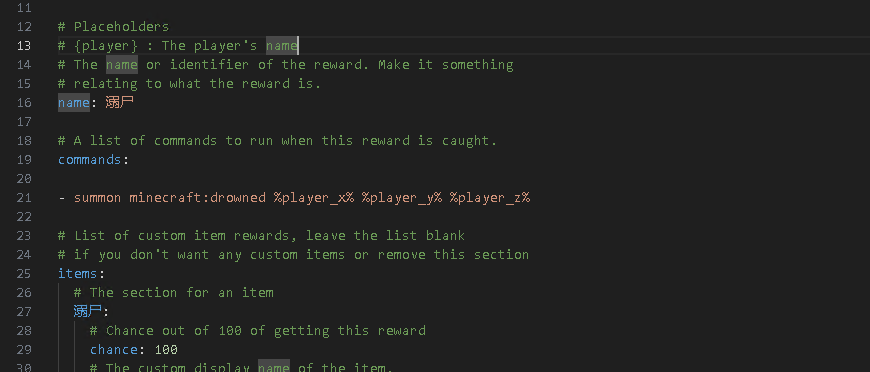 11
12 # Placeholders
13 # {player} : The player's name
14 # The name or identifier of the reward. Make it something
15 # relating to what the reward is.
16 name: 溺尸
17
18 # A list of commands to run when this reward is caught.
19 commands:
20
21 - summon minecraft:drowned %player_x% %player_y% %player_z%
22
23 # List of custom item rewards, leave the list blank
24 # if you don't want any custom items or remove this section
25 items:
26 # The section for an item
27 溺尸:
28 # Chance out of 100 of getting this reward
29 chance: 100
30 # The custom display name of the item.